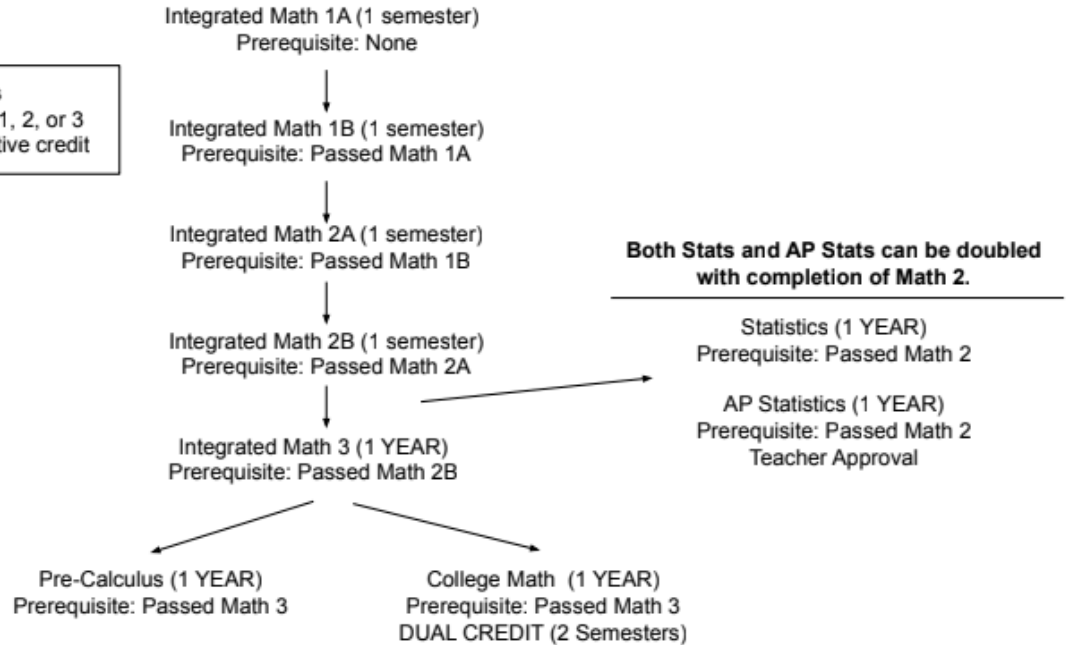 Integrated Math 1A (1 semester)
Prerequisite: None
1, 2, or 3
credit
Integrated Math 1B (1 semester)
Prerequisite: Passed Math 1A
Integrated Math 2A (1 semester)
Prerequisite: Passed Math 1B
Both Stats and AP Stats can be doubled
with completion of Math 2.
Integrated Math 2B (1 semester)
Prerequisite: Passed Math 2A
Statistics (1 YEAR)
Prerequisite: Passed Math 2
AP Statistics (1 YEAR)
Prerequisite: Passed Math 2
Teacher Approval
Integrated Math 3 (1 YEAR)
Prerequisite: Passed Math 2B
Pre-Calculus (1 YEAR)
Prerequisite: Passed Math 3
College Math (1 YEAR)
Prerequisite: Passed Math 3
DUAL CREDIT (2 Semesters)